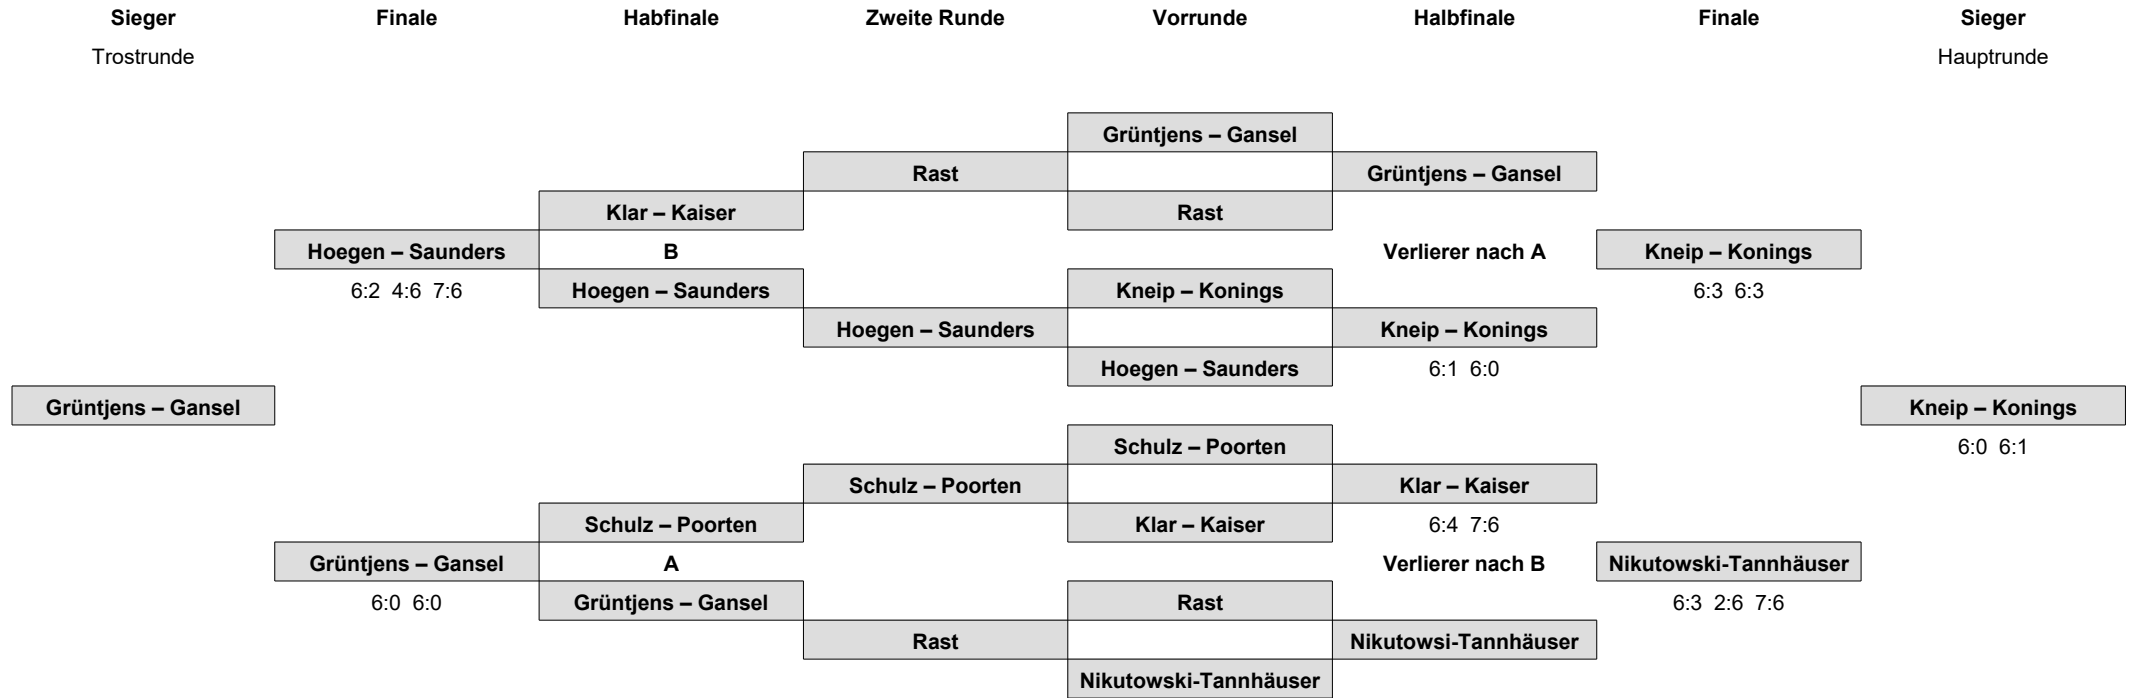 Sieger Finale Habfinale Zweite Runde Vorrunde Halbfinale Finale Sieger
Trostrunde Hauptrunde
Grüntjens – Gansel
Rast Grüntjens – Gansel
Klar – Kaiser Rast
Hoegen – Saunders B Verlierer nach A Kneip – Konings
6:2 4:6 7:6 Hoegen – Saunders Kneip – Konings 6:3 6:3
Hoegen – Saunders Kneip – Konings
Hoegen – Saunders 6:1 6:0
Grüntjens – Gansel Kneip – Konings
Schulz – Poorten 6:0 6:1
Schulz – Poorten Klar – Kaiser
Schulz – Poorten Klar – Kaiser 6:4 7:6
Grüntjens – Gansel A Verlierer nach B Nikutowski-Tannhäuser
6:0 6:0 Grüntjens – Gansel Rast 6:3 2:6 7:6
Rast Nikutowsi-Tannhäuser
Nikutowski-Tannhäuser